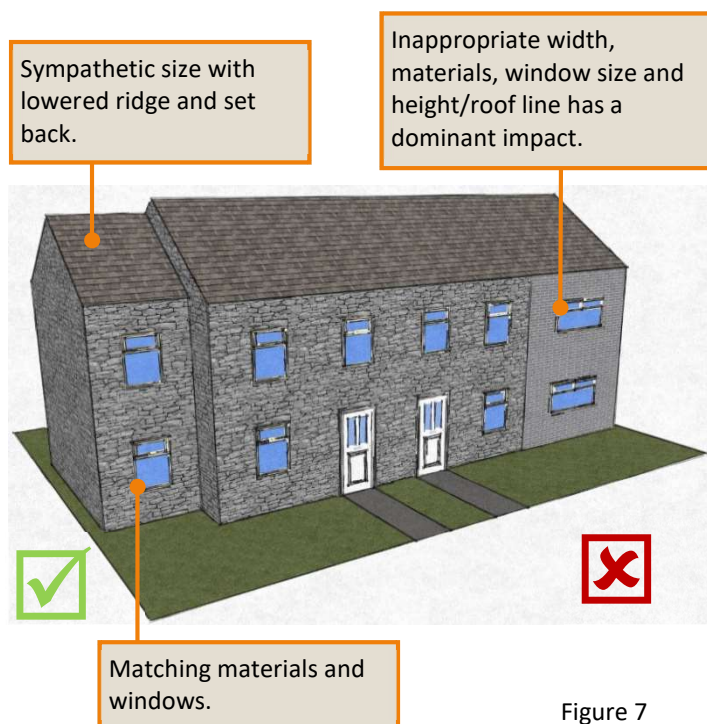 Sympathetic size with
lowered ridge and set
back.
Inappropriate width,
materials, window size and
height/roof line has a
dominant impact.
Matching materials and
windows.
Figure 7